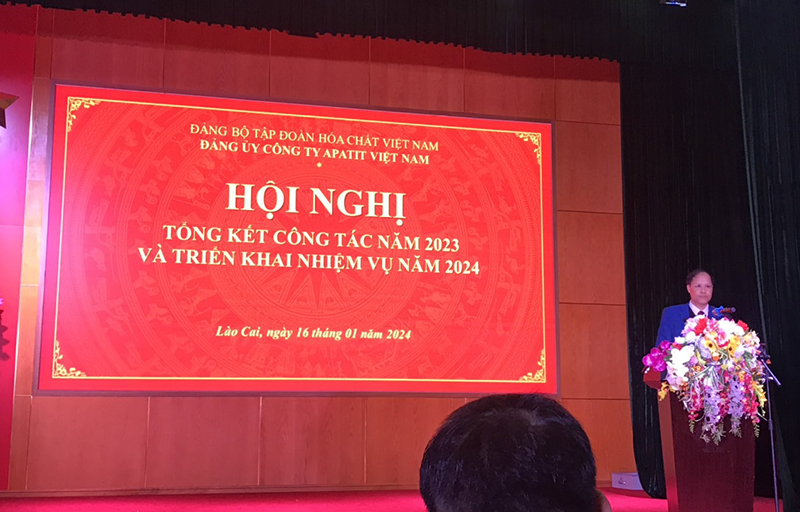 ĐẢNG BỘ TẬP ĐOÀN HÓA CHẤT VIỆT NAM
ĐẢNG ỦY CÔNG TY APATIT VIỆT NAM
*
HỘI NGHỊ
TỔNG KẾT CÔNG TÁC NĂM 2023
VÀ TRIỂN KHAI NHIỆM VỤ NĂM 2024
Lào Cai, ngày 16 tháng 01 năm 2024